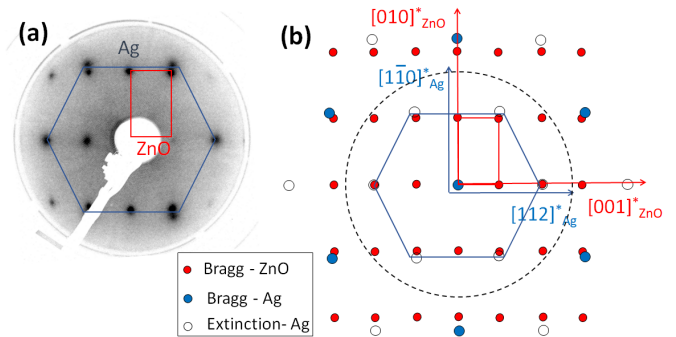 (a)
Ag
ZnO
(b)
[010]*ZnO
[11̅0]*Ag
[112]*Ag
[001]*ZnO
Bragg - ZnO
Bragg - Ag
Extinction- Ag